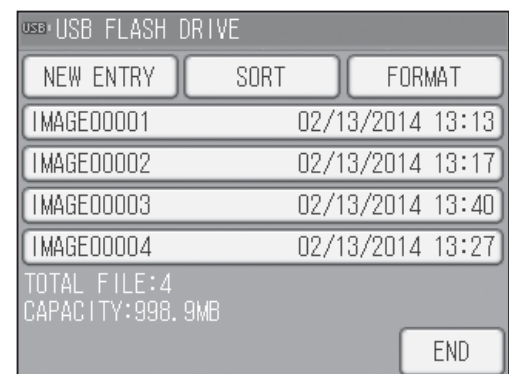 USB USB FLASH DRIVE
NEW ENTRY SORT FORMAT
IMAGE00001 02/13/2014 13:13
IMAGE00002 02/13/2014 13:17
IMAGE00003 02/13/2014 13:40
IMAGE00004 02/13/2014 13:27
TOTAL FILE:4
CAPACITY:998.9MB
END